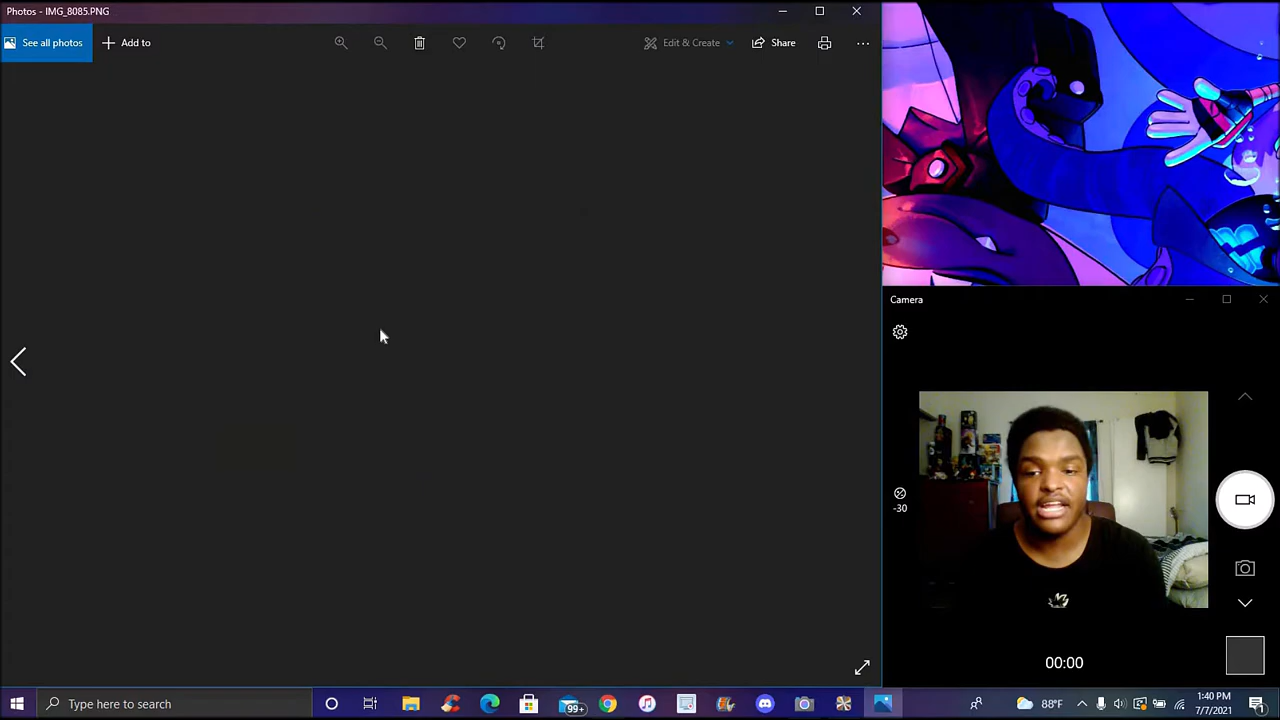 Photos - IMG_8085.PNG
See all photos
Add to
Edit & Create
Share
Camera
-30
00:00
Type here to search
99+
88°F
1:40 PM
7/7/2021
1